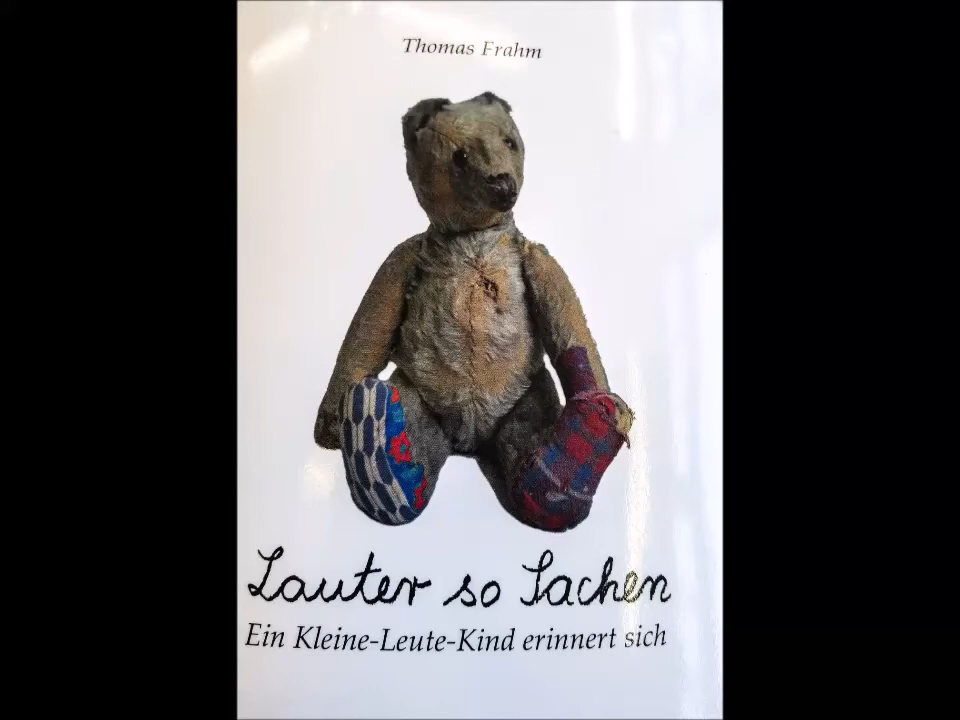 Thomas Frahm
Lauter so Sachen
Ein Kleine-Leute-Kind erinnert sich